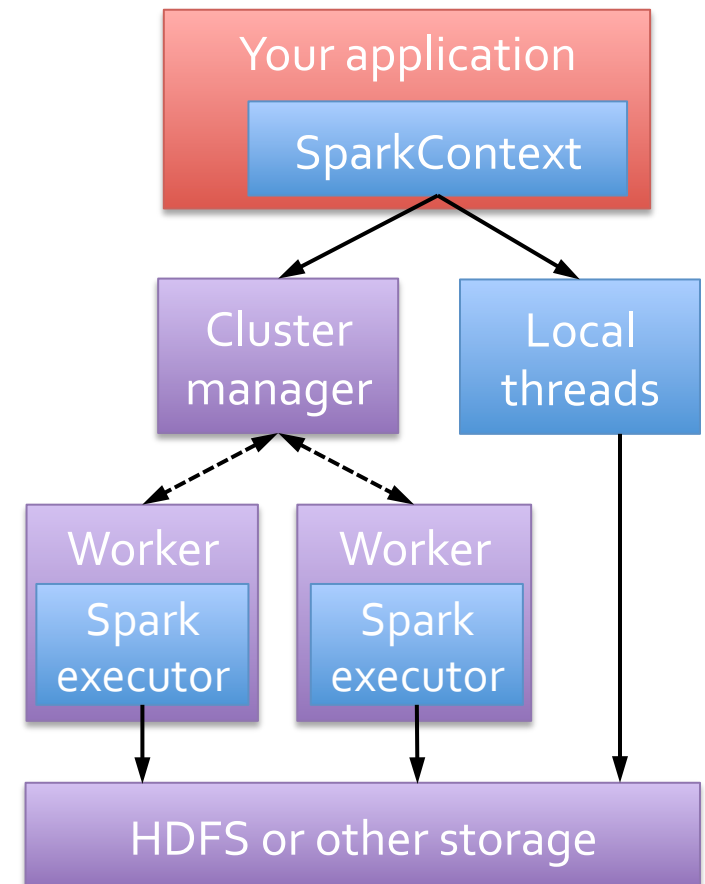 Your application
SparkContext
Cluster
manager
Local
threads
Worker
Spark
executor
Worker
Spark
executor
HDFS or other storage